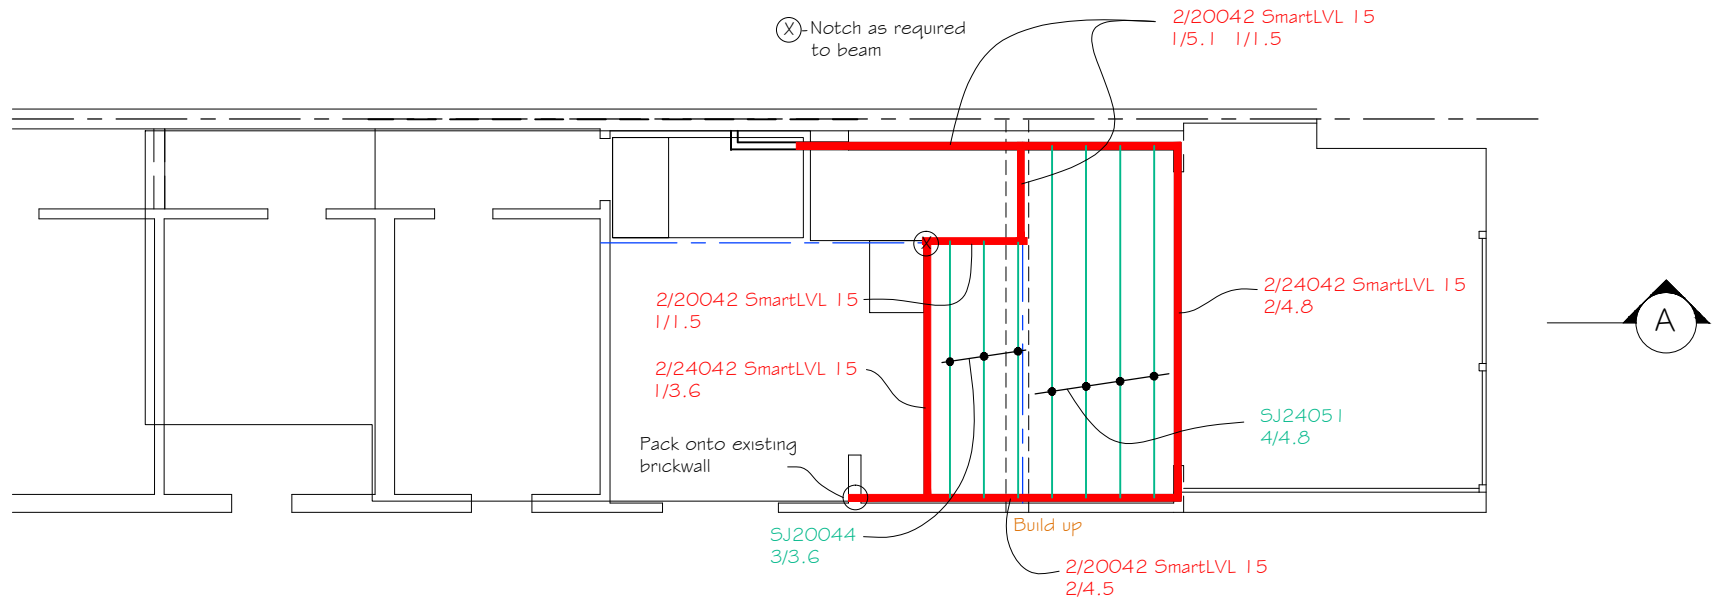 2/20042 SmartLVL 15
1/5.1 1/1.5
X - Notch as required
to beam
X
2/20042 SmartLVL 15
1/1.5
2/24042 SmartLVL 15
2/4.8
A
2/24042 SmartLVL 15
1/3.6
SJ24051
4/4.8
Pack onto existing
brickwall
Build up
SJ20044
3/3.6
2/20042 SmartLVL 15
2/4.5